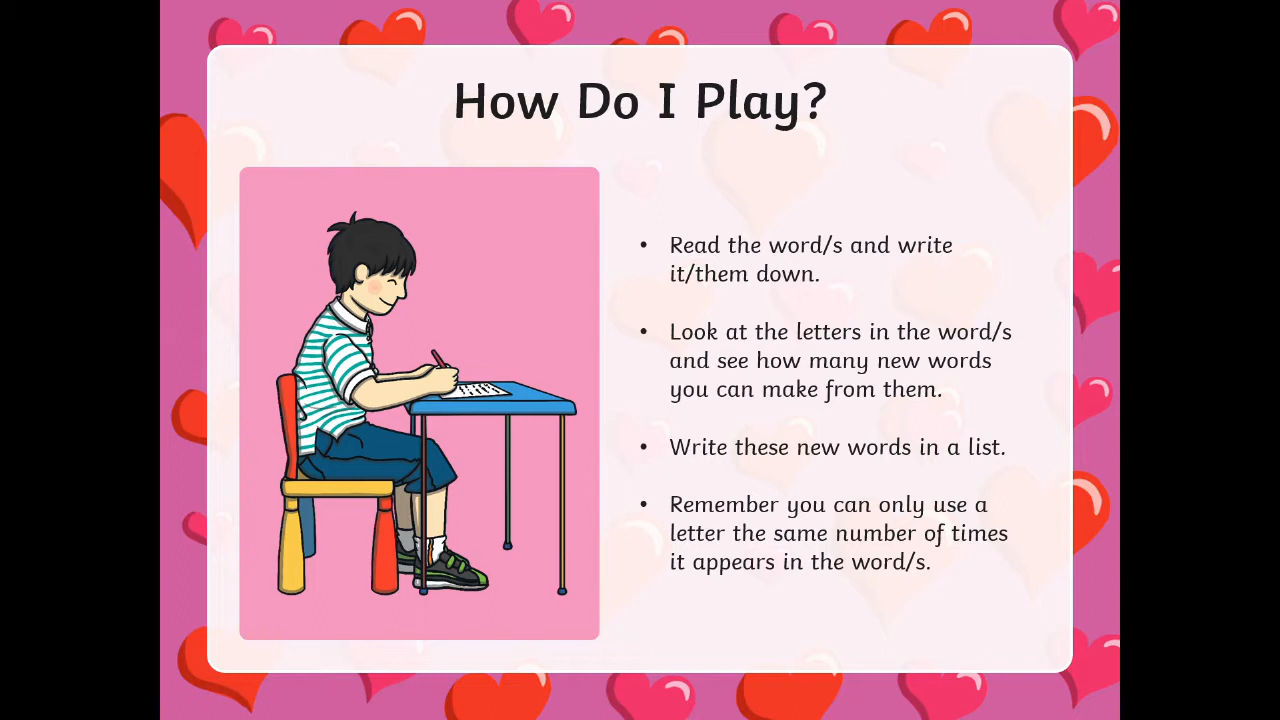 How Do I Play?
• Read the word/s and write
it/them down.
• Look at the letters in the word/s
and see how many new words
you can make from them.
• Write these new words in a list.
• Remember you can only use a
letter the same number of times
it appears in the word/s.